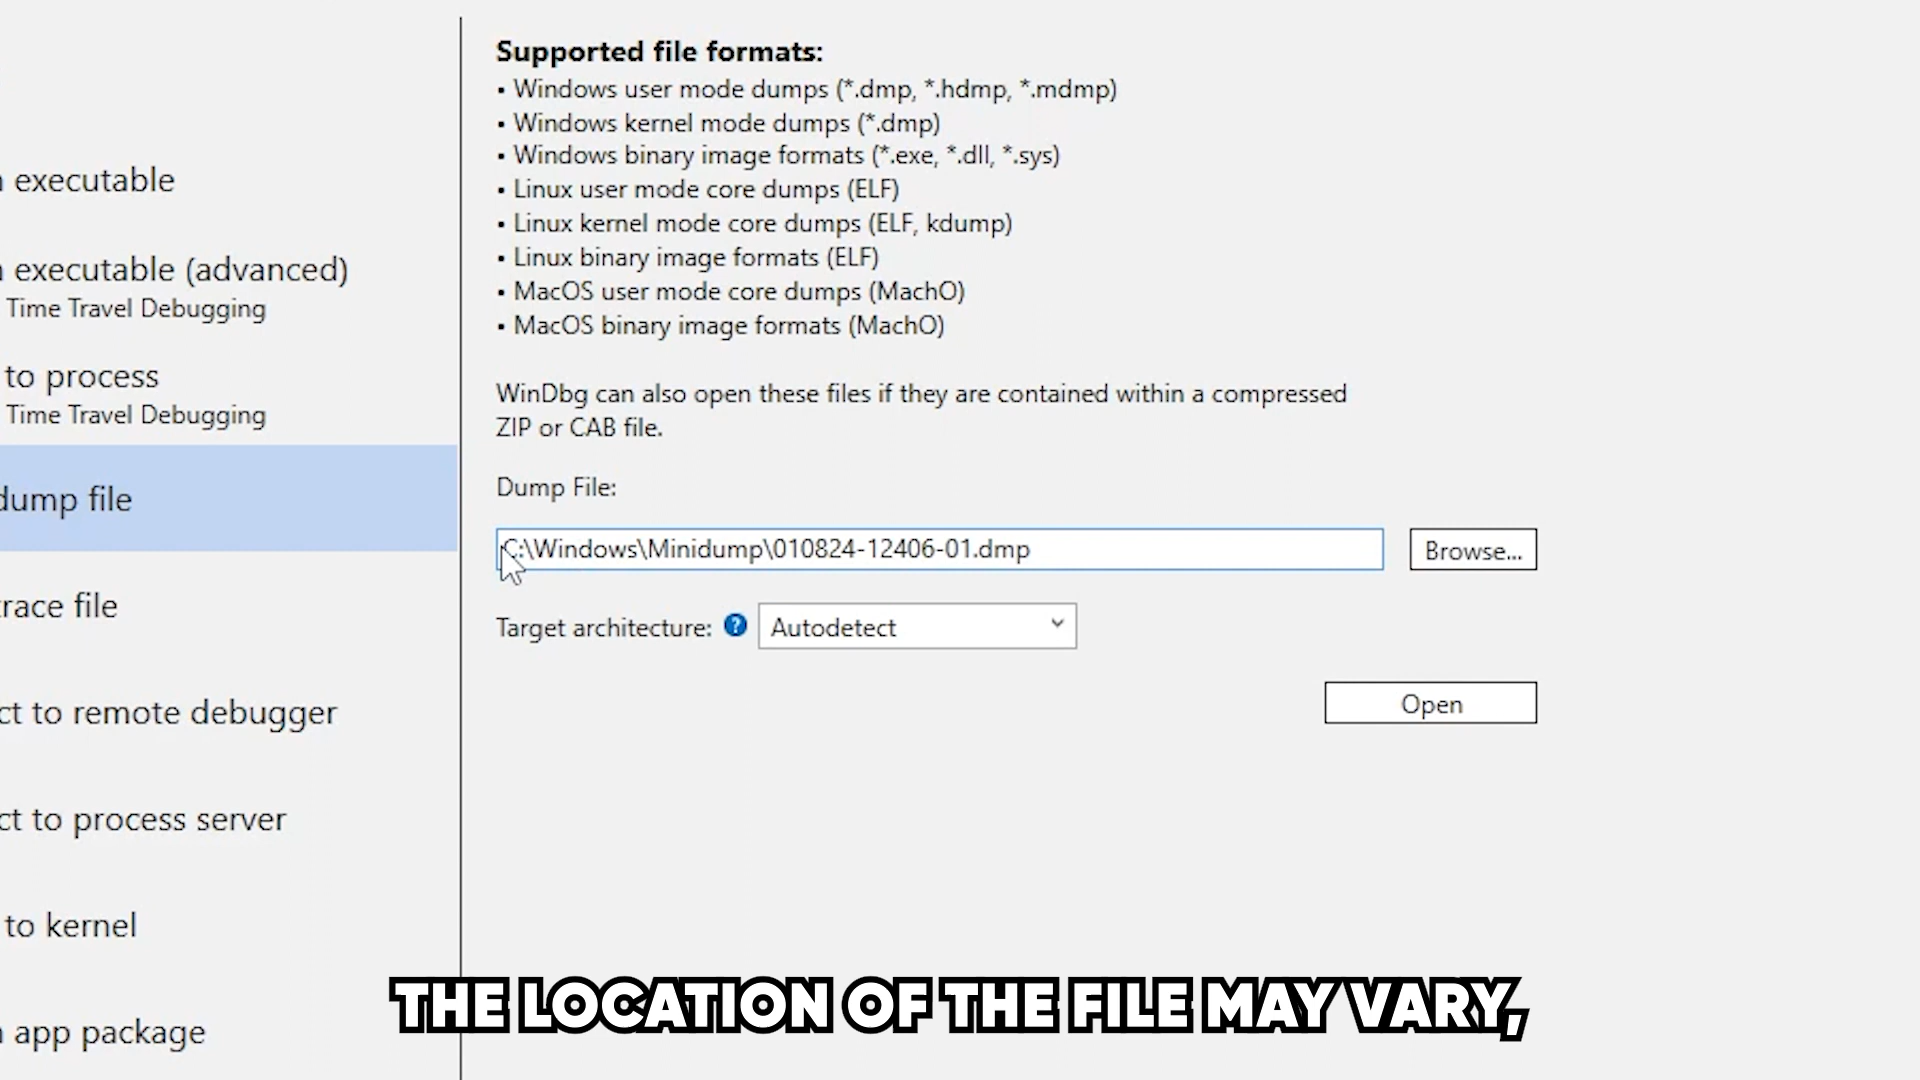 Supported file formats:
• Windows user mode dumps (*.dmp, *.hdmp, *.mdmp)
• Windows kernel mode dumps (*.dmp)
• Windows binary image formats (*.exe, *.dll, *.sys)
• Linux user mode core dumps (ELF)
• Linux kernel mode core dumps (ELF, kdump)
• Linux binary image formats (ELF)
• MacOS user mode core dumps (MachO)
• MacOS binary image formats (MachO)
WinDbg can also open these files if they are contained within a compressed
ZIP or CAB file.
Dump File:
C:\Windows\Minidump\010824-12406-01.dmp
Browse...
Target architecture: ? Autodetect
Open
executable
executable (advanced)
Time Travel Debugging
to process
Time Travel Debugging
dump file
race file
ct to remote debugger
ct to process server
to kernel
app package
THE LOCATION OF THE FILE MAY VARY,